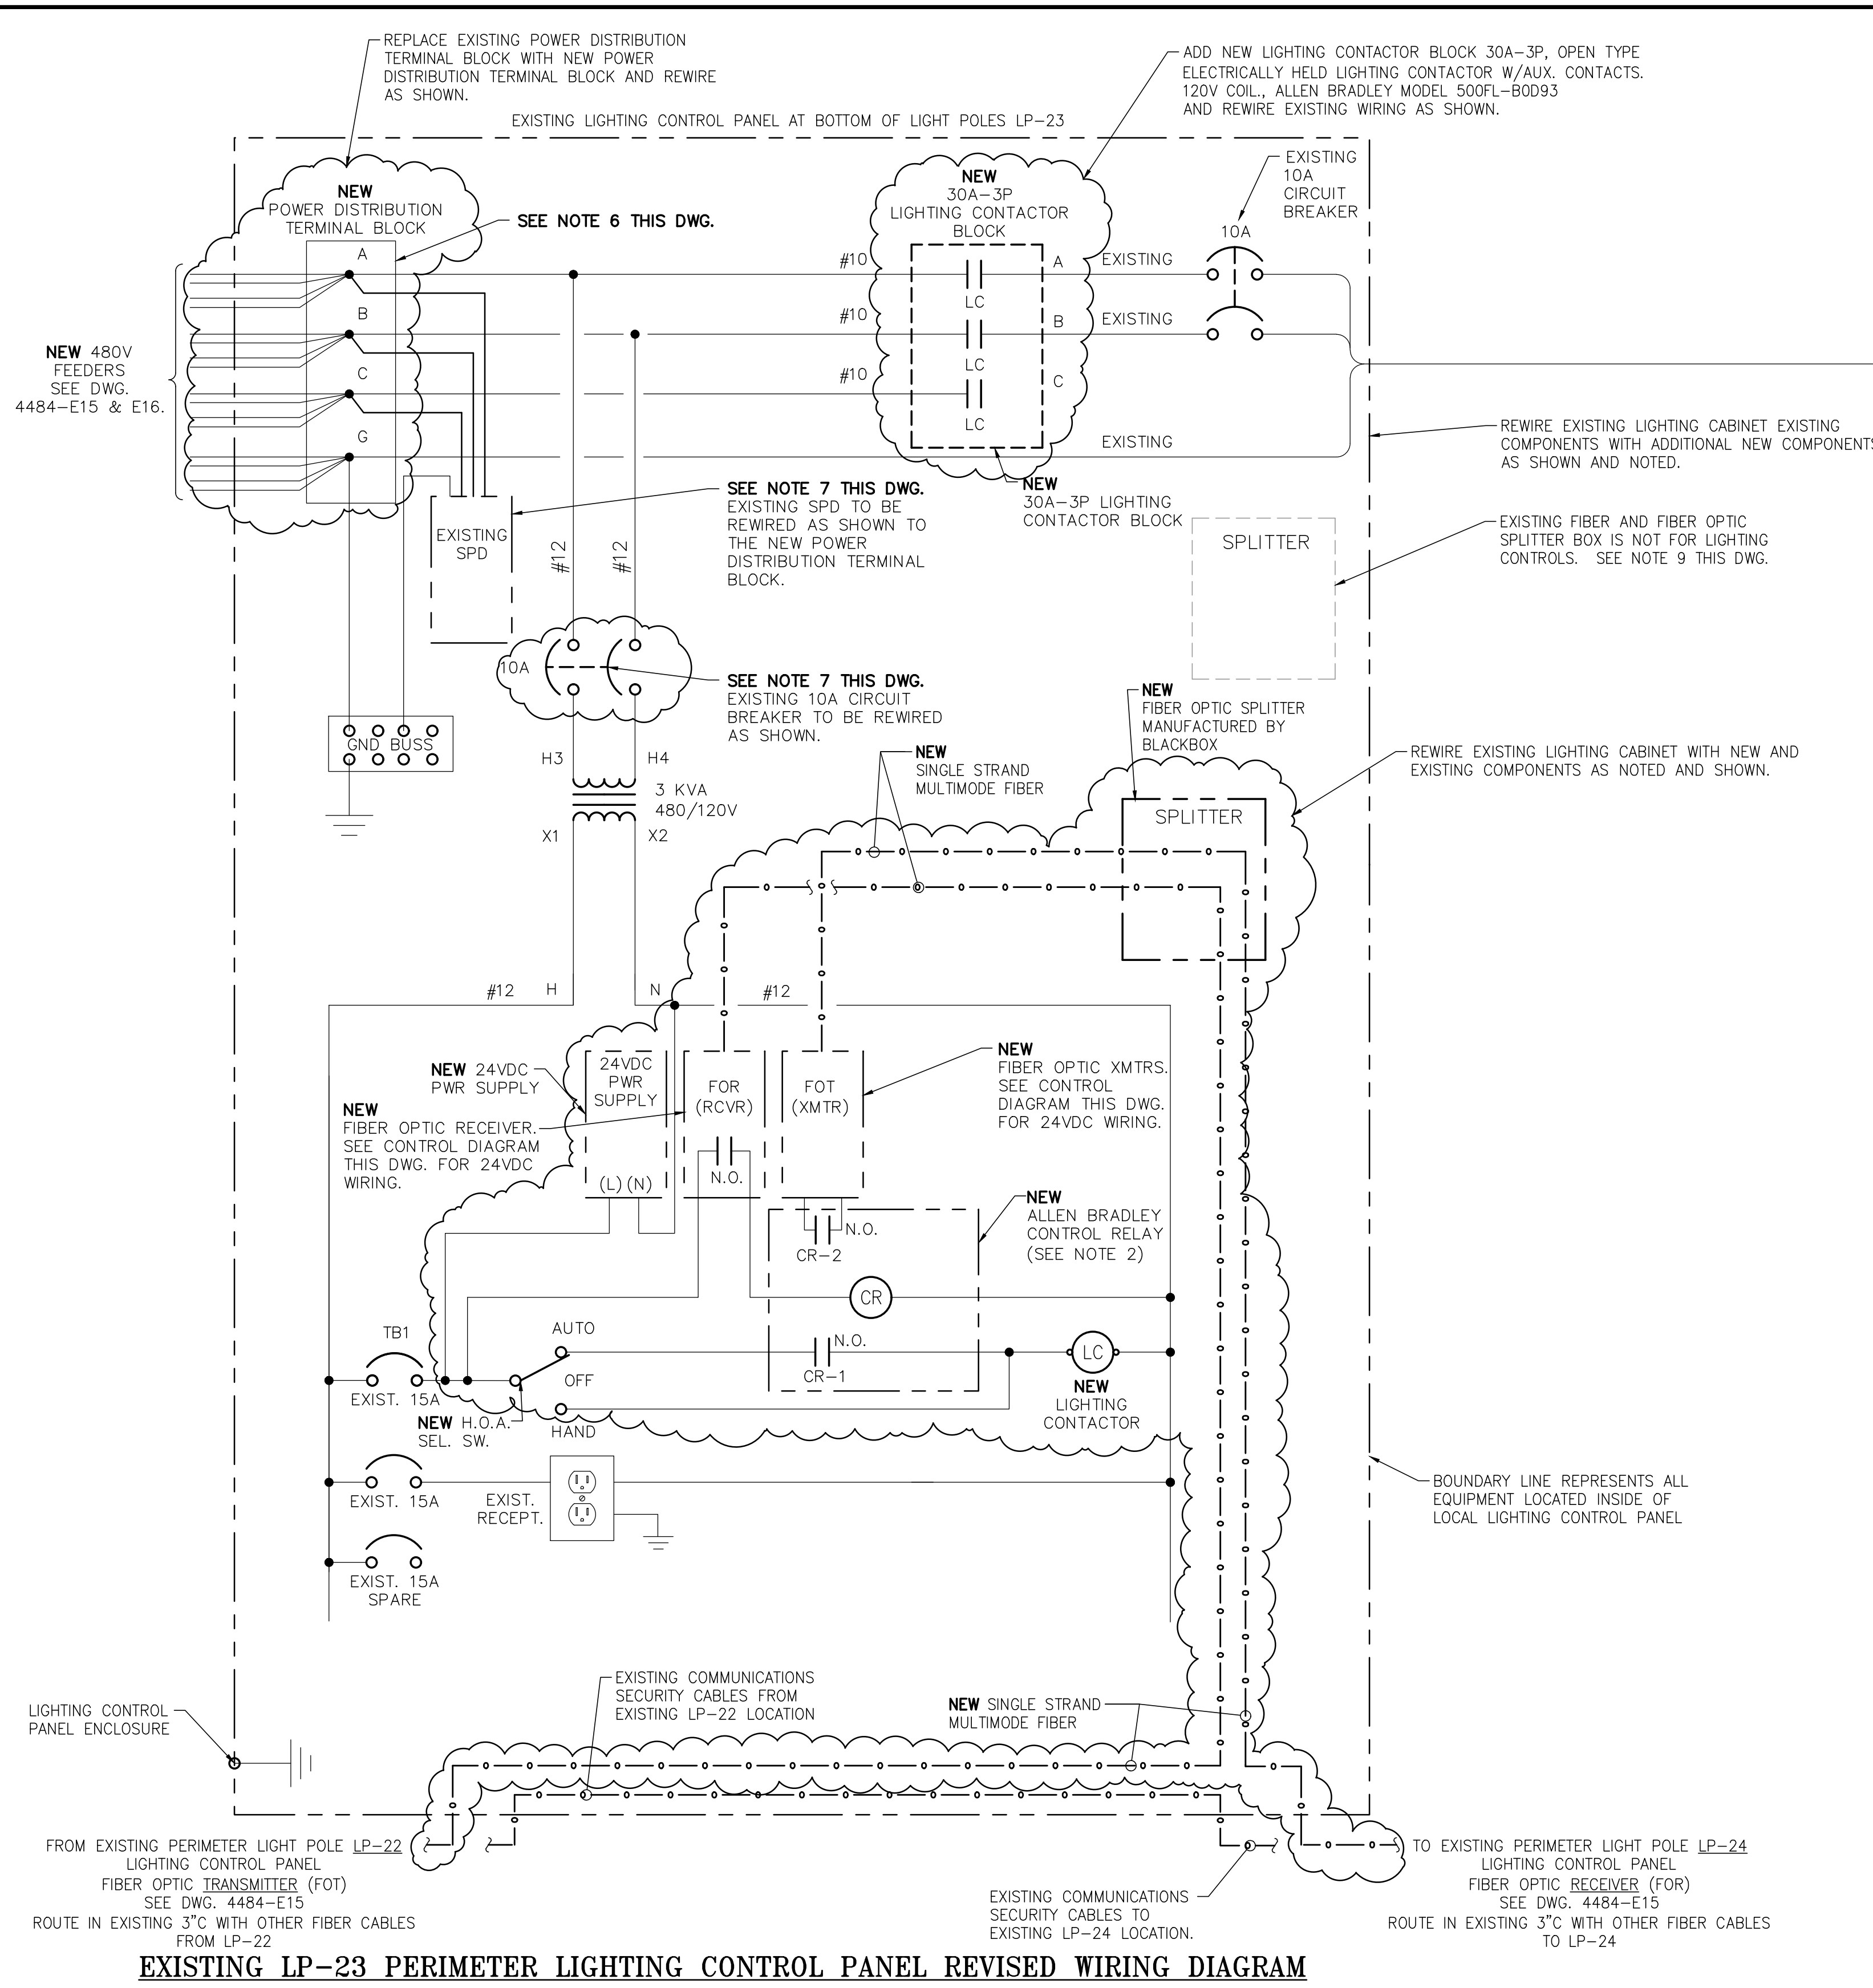 REPLACE EXISTING POWER DISTRIBUTION
TERMINAL BLOCK WITH NEW POWER
DISTRIBUTION TERMINAL BLOCK AND REWIRE
AS SHOWN.
ADD NEW LIGHTING CONTACTOR BLOCK 30A-3P, OPEN TYPE
ELECTRICALLY HELD LIGHTING CONTACTOR W/AUX. CONTACTS.
120V COIL., ALLEN BRADLEY MODEL 500FL-B0D93
AND REWIRE EXISTING WIRING AS SHOWN.
EXISTING LIGHTING CONTROL PANEL AT BOTTOM OF LIGHT POLES LP-23
NEW
POWER DISTRIBUTION
TERMINAL BLOCK
SEE NOTE 6 THIS DWG.
NEW
30A-3P
LIGHTING CONTACTOR
BLOCK
EXISTING
10A
CIRCUIT
BREAKER
10A
A
#10
LC
A
EXISTING
B
#10
LC
B
EXISTING
C
#10
LC
C
G
EXISTING
NEW 480V
FEEDERS
SEE DWG.
4484-E15 & E16.
NEW
30A-3P LIGHTING
CONTACTOR BLOCK
REWIRE EXISTING LIGHTING CABINET EXISTING
COMPONENTS WITH ADDITIONAL NEW COMPONENTS
AS SHOWN AND NOTED.
EXISTING
SPD
SEE NOTE 7 THIS DWG.
EXISTING SPD TO BE
REWIRED AS SHOWN TO
THE NEW POWER
DISTRIBUTION TERMINAL
BLOCK.
#12
#12
SPLITTER
EXISTING FIBER AND FIBER OPTIC
SPLITTER BOX IS NOT FOR LIGHTING
CONTROLS. SEE NOTE 9 THIS DWG.
10A
SEE NOTE 7 THIS DWG.
EXISTING 10A CIRCUIT
BREAKER TO BE REWIRED
AS SHOWN.
GND BUSS
H3
H4
3 KVA
480/120V
X1
X2
NEW
SINGLE STRAND
MULTIMODE FIBER
NEW
FIBER OPTIC SPLITTER
MANUFACTURED BY
BLACKBOX
REWIRE EXISTING LIGHTING CABINET WITH NEW AND
EXISTING COMPONENTS AS NOTED AND SHOWN.
SPLITTER
#12
H
N
#12
NEW 24VDC
PWR SUPPLY
24VDC
PWR
SUPPLY
(L) (N)
FOR
(RCVR)
N.O.
FOT
(XMTR)
NEW
FIBER OPTIC XMTRS.
SEE CONTROL
DIAGRAM THIS DWG.
FOR 24VDC WIRING.
NEW
FIBER OPTIC RECEIVER.
SEE CONTROL DIAGRAM
THIS DWG. FOR 24VDC
WIRING.
N.O.
CR-2
NEW
ALLEN BRADLEY
CONTROL RELAY
(SEE NOTE 2)
CR
TB1
EXIST. 15A
AUTO
OFF
HAND
NEW H.O.A.
SEL. SW.
N.O.
CR-1
LC
NEW
LIGHTING
CONTACTOR
EXIST. 15A
EXIST.
RECEPT.
EXIST. 15A
SPARE
BOUNDARY LINE REPRESENTS ALL
EQUIPMENT LOCATED INSIDE OF
LOCAL LIGHTING CONTROL PANEL
LIGHTING CONTROL
PANEL ENCLOSURE
EXISTING COMMUNICATIONS
SECURITY CABLES FROM
EXISTING LP-22 LOCATION
NEW SINGLE STRAND
MULTIMODE FIBER
FROM EXISTING PERIMETER LIGHT POLE LP-22
LIGHTING CONTROL PANEL
FIBER OPTIC TRANSMITTER (FOT)
SEE DWG. 4484-E15
ROUTE IN EXISTING 3"C WITH OTHER FIBER CABLES
FROM LP-22
EXISTING COMMUNICATIONS
SECURITY CABLES TO
EXISTING LP-24 LOCATION.
TO EXISTING PERIMETER LIGHT POLE LP-24
LIGHTING CONTROL PANEL
FIBER OPTIC RECEIVER (FOR)
SEE DWG. 4484-E15
ROUTE IN EXISTING 3"C WITH OTHER FIBER CABLES
TO LP-24
EXISTING LP-23 PERIMETER LIGHTING CONTROL PANEL REVISED WIRING DIAGRAM